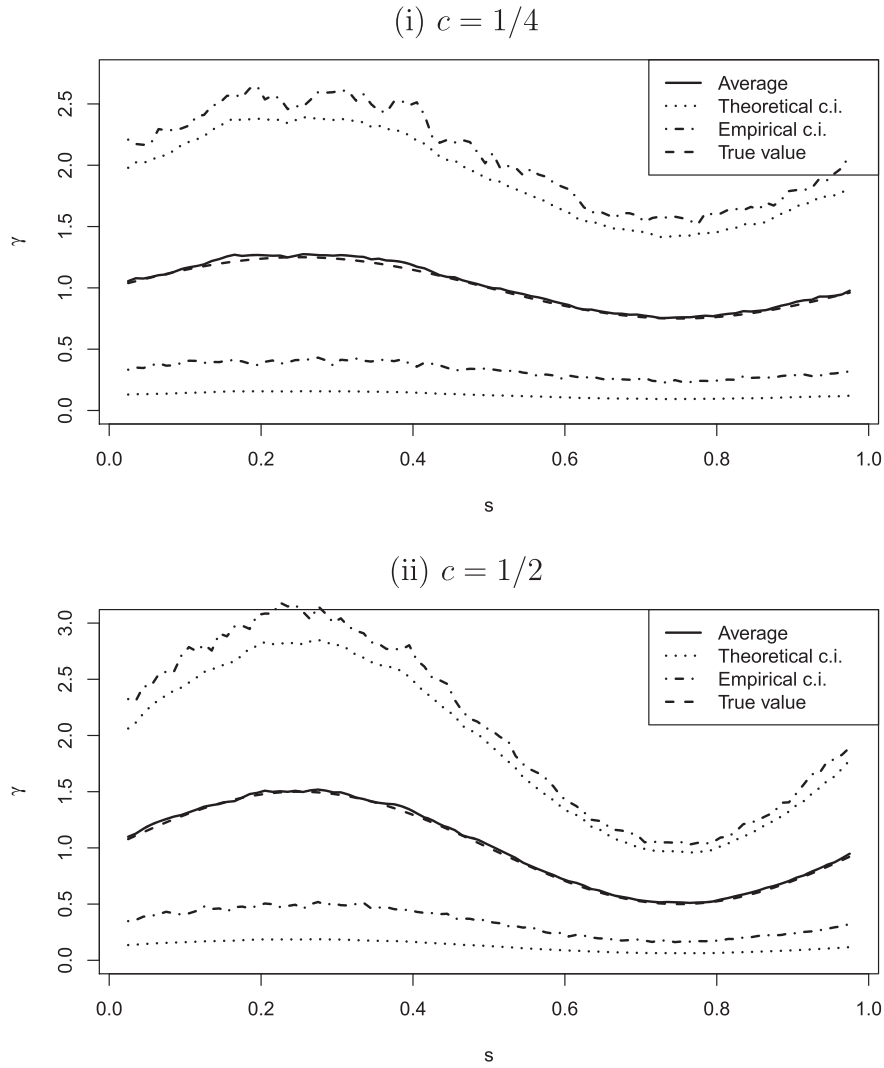 (i) c = 1/4
Average
Theoretical c.i.
Empirical c.i.
True value
γ
2.5
2.0
1.5
1.0
0.5
0.0
0.0 0.2 0.4 0.6 0.8 1.0
s
(ii) c = 1/2
Average
Theoretical c.i.
Empirical c.i.
True value
γ
3.0
2.5
2.0
1.5
1.0
0.5
0.0
0.0 0.2 0.4 0.6 0.8 1.0
s